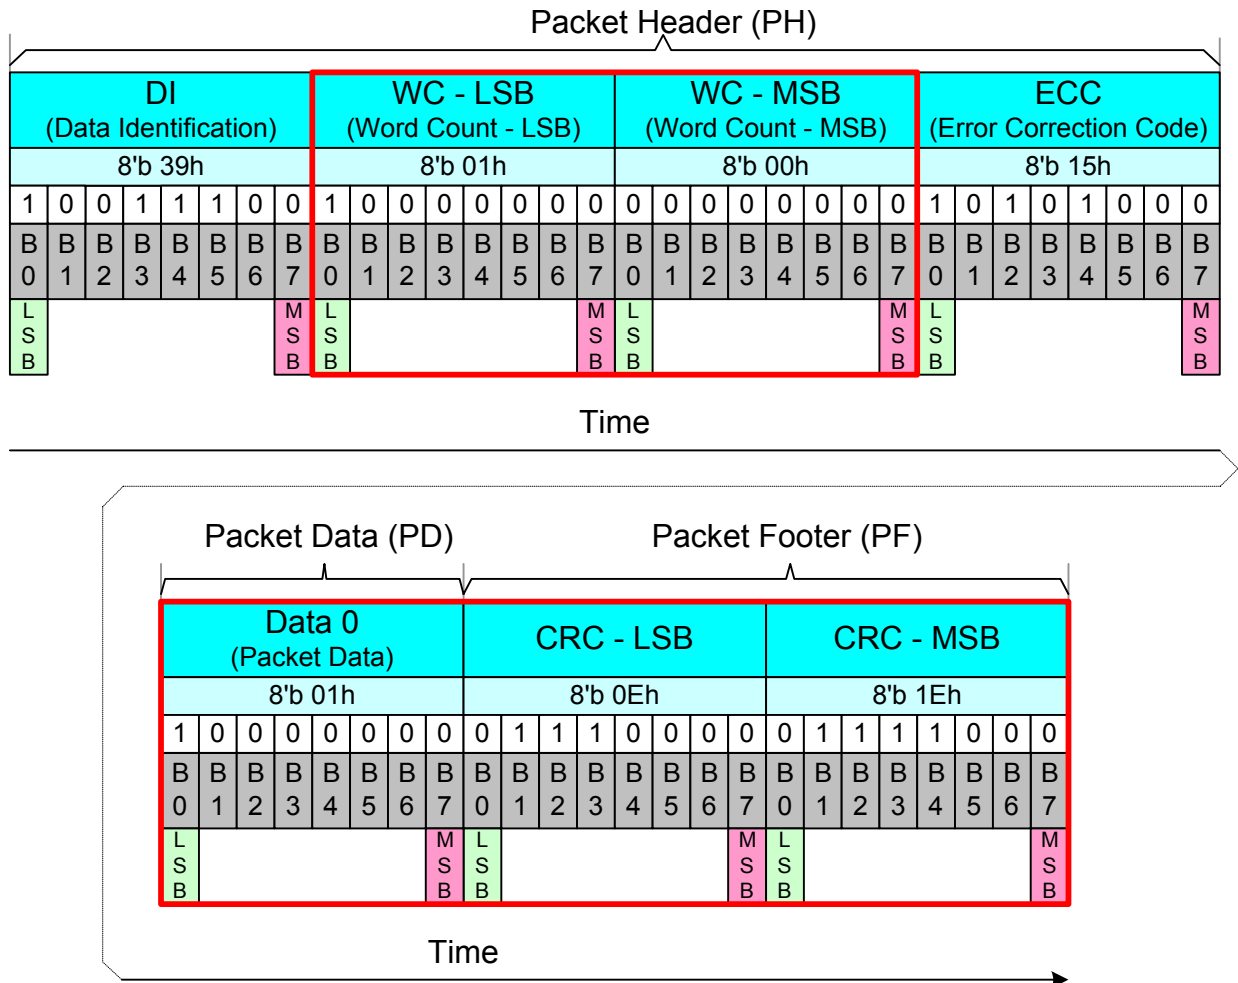 Packet Header (PH)
DI WC - LSB WC - MSB ECC
(Data Identification) (Word Count - LSB) (Word Count - MSB) (Error Correction Code)
8'b 39h 8'b 01h 8'b 00h 8'b 15h
1 0 0 1 1 1 0 0 1 0 0 0 0 0 0 0 0 0 0 0 0 0 0 0 1 0 1 0 1 0 0 0
B B B B B B B B B B B B B B B B B B B B B B B B B B B B B B B B
0 1 2 3 4 5 6 7 0 1 2 3 4 5 6 7 0 1 2 3 4 5 6 7 0 1 2 3 4 5 6 7
L M L M L M L M
S S S S S S S S
B B B B B B B B
Time
Packet Data (PD) Packet Footer (PF)
Data 0 CRC - LSB CRC - MSB
(Packet Data)
8'b 01h 8'b 0Eh 8'b 1Eh
1 0 0 0 0 0 0 0 0 1 1 1 0 0 0 0 0 1 1 1 1 0 0 0
B B B B B B B B B B B B B B B B B B B B B B B B
0 1 2 3 4 5 6 7 0 1 2 3 4 5 6 7 0 1 2 3 4 5 6 7
L M L M L M
S S S S S S
B B B B B B
Time